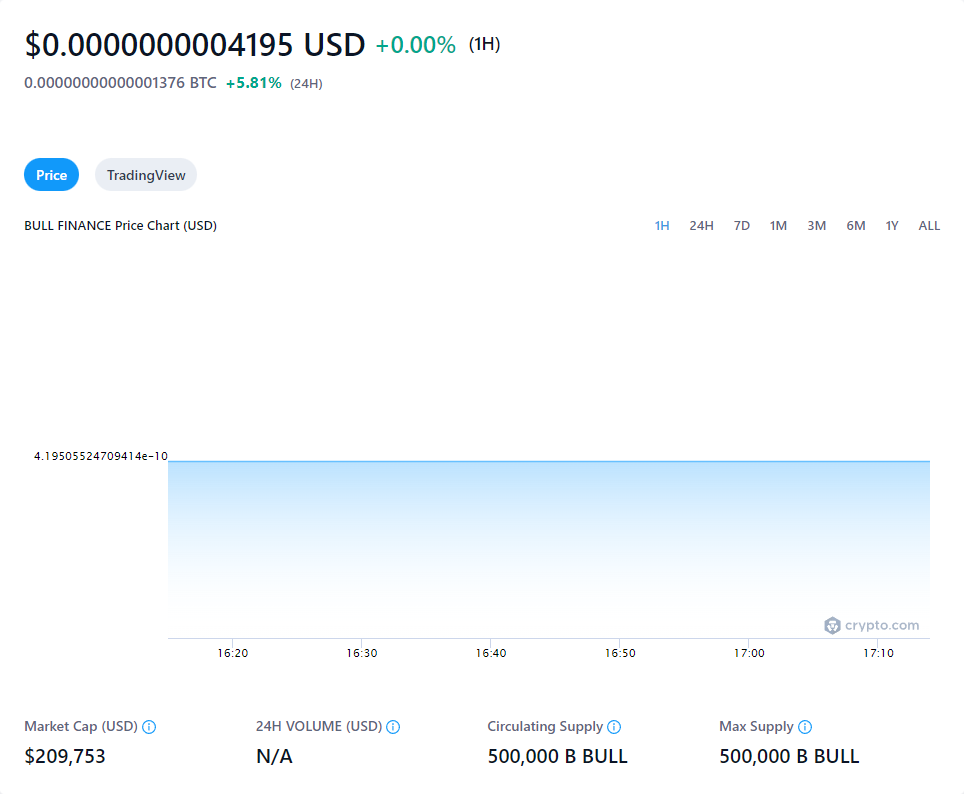 $0.0000000004195 USD +0.00% (1H)
0.00000000000001376 BTC +5.81% (24H)
Price TradingView
BULL FINANCE Price Chart (USD) 1H 24H 7D 1M 3M 6M 1Y ALL
4.19505524709414e-10
crypto.com
16:20 16:30 16:40 16:50 17:00 17:10
Market Cap (USD) 24H VOLUME (USD) Circulating Supply Max Supply
$209,753 N/A 500,000 B BULL 500,000 B BULL